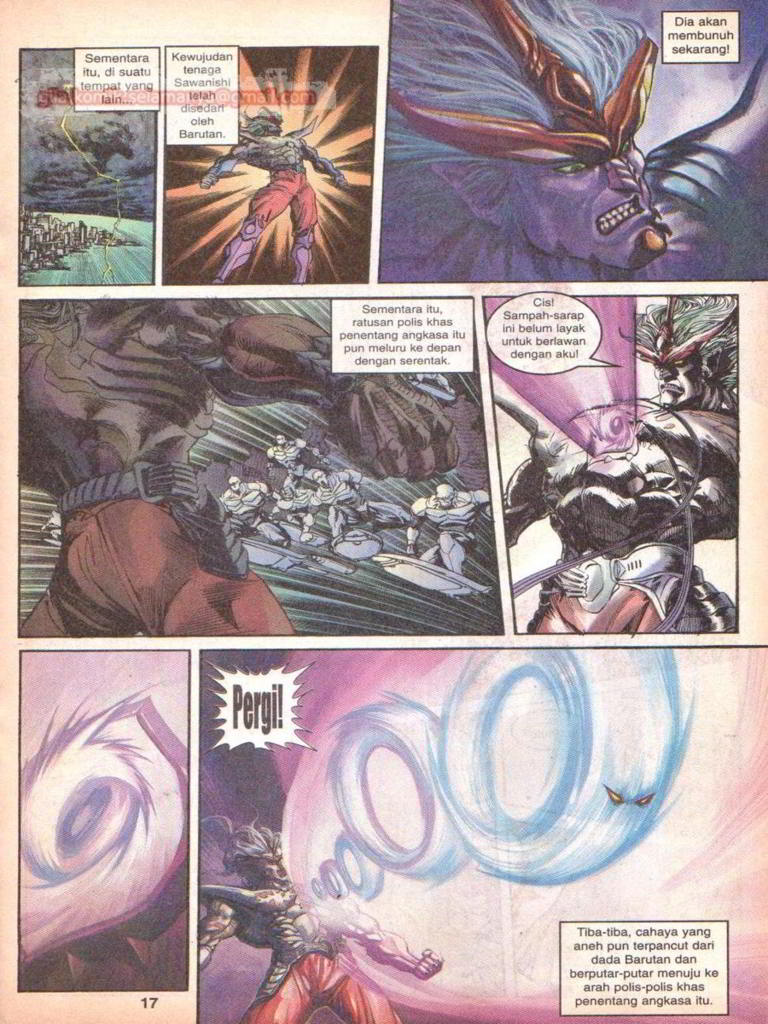 Sementara
itu, di suatu
tempat yang
lain...
Kewujudan
tenaga
Sawanishi
telah
disedari
oleh
Barutan.
Dia akan
membunuh
sekarang!
Sementara itu,
ratusan polis khas
penentang angkasa itu
pun meluru ke depan
dengan serentak.
Cis!
Sampah-sarap
ini belum layak
untuk berlawan
dengan aku!
Pergi!
Tiba-tiba, cahaya yang
aneh pun terpancut dari
dada Barutan dan
berputar-putar menuju ke
arah polis-polis khas
penentang angkasa itu.
17